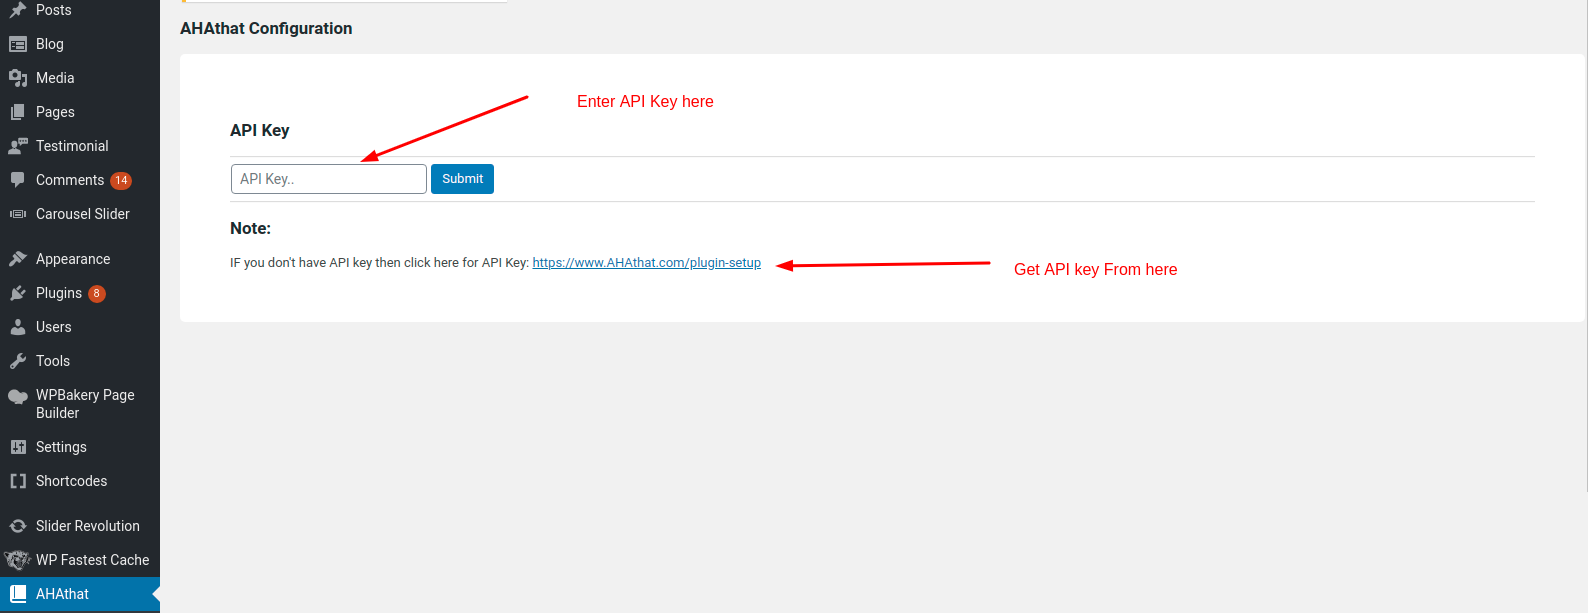 Posts
Blog
Media
Pages
Testimonial
Comments 14
Carousel Slider
Appearance
Plugins 8
Users
Tools
WPBakery Page
Builder
Settings
Shortcodes
Slider Revolution
WP Fastest Cache
AHAthat
AHAthat Configuration
Enter API Key here
API Key
API Key.. Submit
Note:
IF you don't have API key then click here for API Key: https://www.AHAthat.com/plugin-setup
Get API key From here